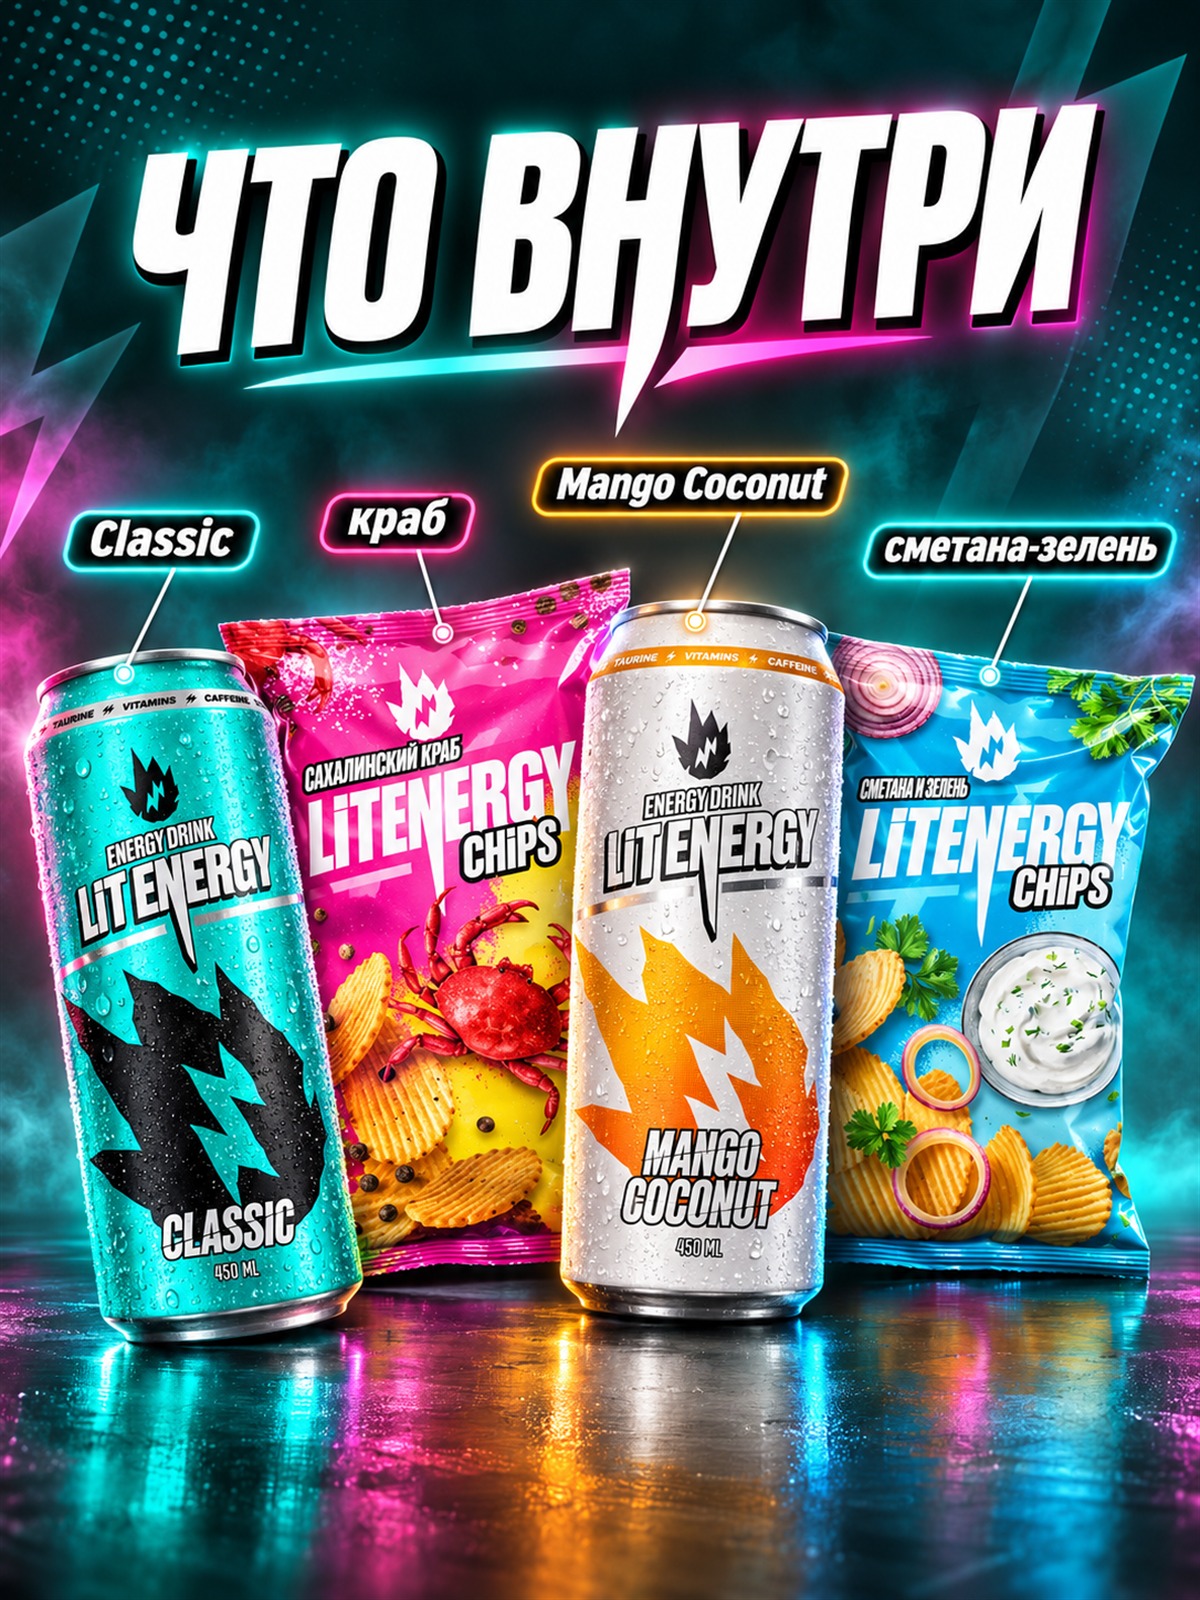 ЧТО ВНУТРИ
Classic
краб
Mango Coconut
сметана-зелень
TAURINE VITAMINS CAFFEINE
ENERGY DRINK
LIT ENERGY
CLASSIC
450 ML
САХАЛИНСКИЙ КРАБ
LiTENERGY
CHiPS
TAURINE VITAMINS CAFFEINE
ENERGY DRINK
LIT ENERGY
MANGO
COCONUT
450 ML
СМЕТАНА И ЗЕЛЕНЬ
LiTENERGY
CHiPS